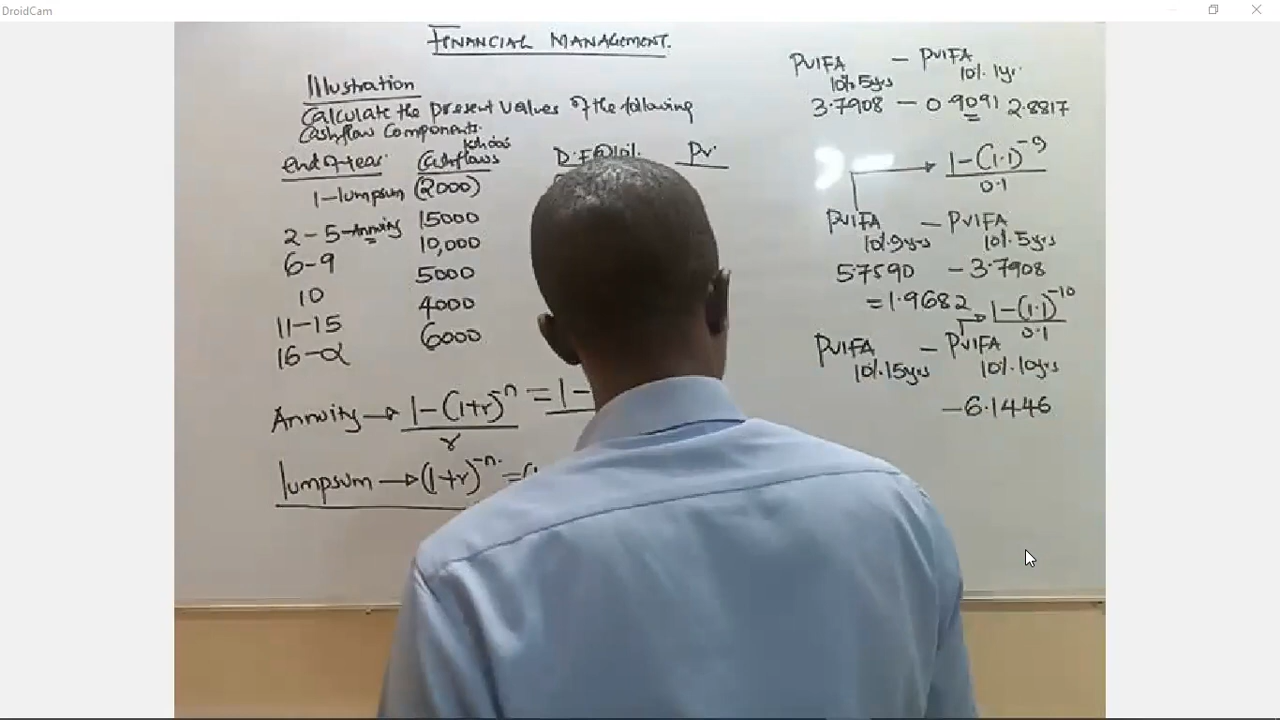 DroidCam
FINANCIAL MANAGEMENT.
Illustration
Calculate the present values of the following
Cashflow components.
end of year Cashflows D.F@10% PV
1-lumpsum (2000)
2-5-Annuity 15000
6-9 10,000
10 5000
11-15 4000
16-α 6000
Annuity → 1-(1+r)^-n = 1-
r
lumpsum → (1+r)^-n. =(
PVIFA - PVIFA
10% 5yrs 10% 1yr.
3.7908 - 0.9091 2.8817
1-(1.1)^-9
0.1
PVIFA - PVIFA
10% 9yrs 10% 5yrs
5.7590 - 3.7908
= 1.9682
1-(1.1)^-10
0.1
PVIFA - PVIFA
10% 15yrs 10% 10yrs
-6.1446